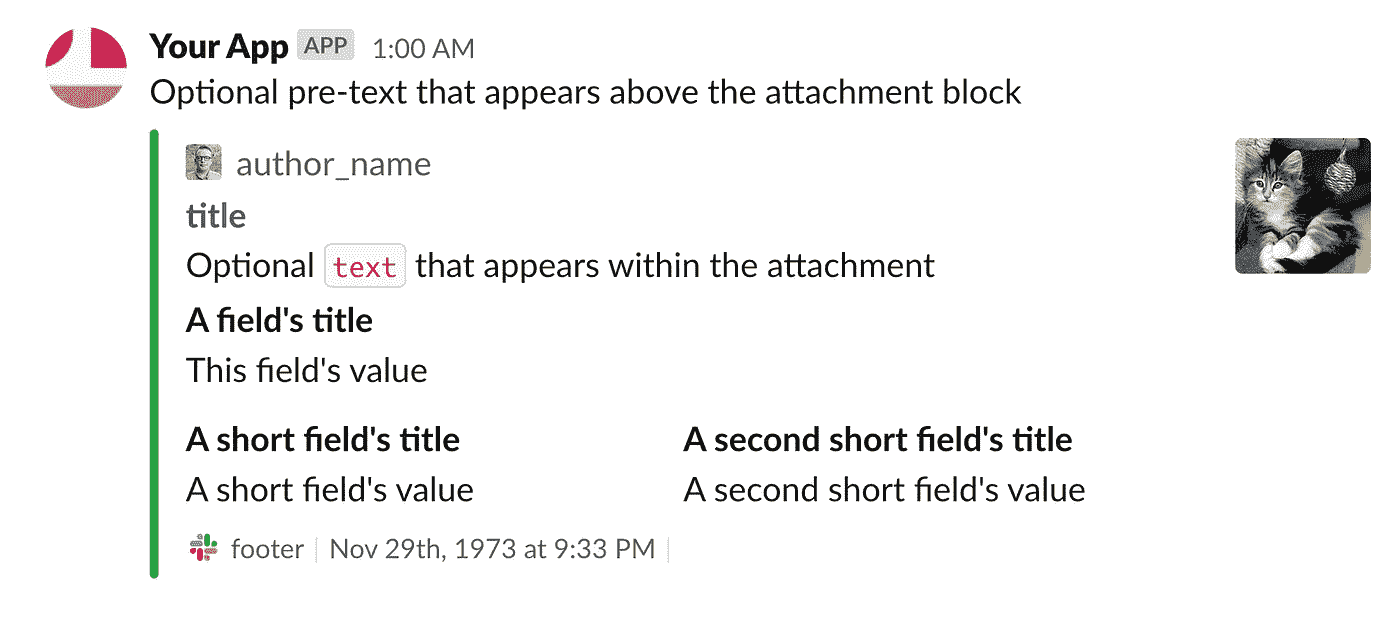 Your App APP 1:00 AM
Optional pre-text that appears above the attachment block
author_name
title
Optional text that appears within the attachment
A field's title
This field's value
A short field's title A second short field's title
A short field's value A second short field's value
footer Nov 29th, 1973 at 9:33 PM